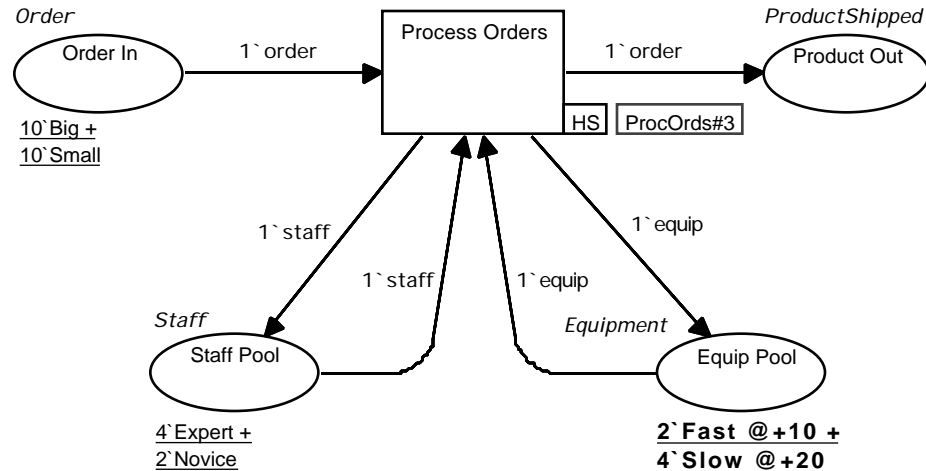 Order
Order In
10`Big +
10`Small
1`order
Process Orders
HS
ProcOrds#3
1`order
ProductShipped
Product Out
1`staff
1`staff
1`equip
1`equip
Staff
Staff Pool
4`Expert +
2`Novice
Equipment
Equip Pool
2`Fast @+10 +
4`Slow @+20